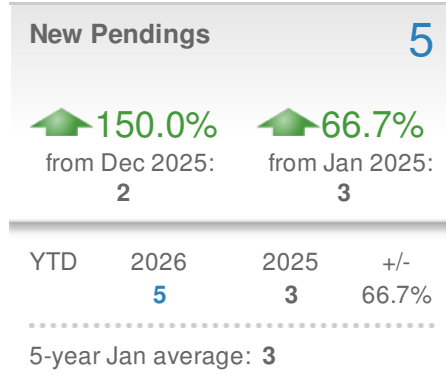 New Pendings 5
150.0% 66.7%
from Dec 2025: from Jan 2025:
2 3
YTD 2026 2025 +/-
5 3 66.7%
5-year Jan average: 3